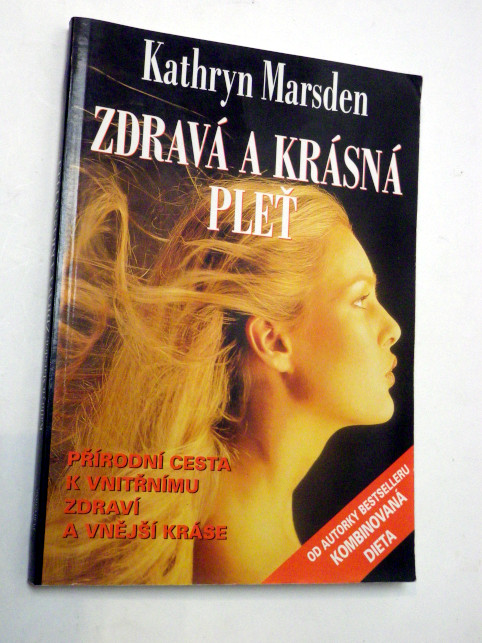 Kathryn Marsden
ZDRAVÁ A KRÁSNÁ
PLEŤ
PŘÍRODNÍ CESTA
K VNITŘNÍMU
ZDRAVÍ
A VNĚJŠÍ KRÁSE
OD AUTORKY BESTSELLERU
KOMBINOVANÁ
DIETA